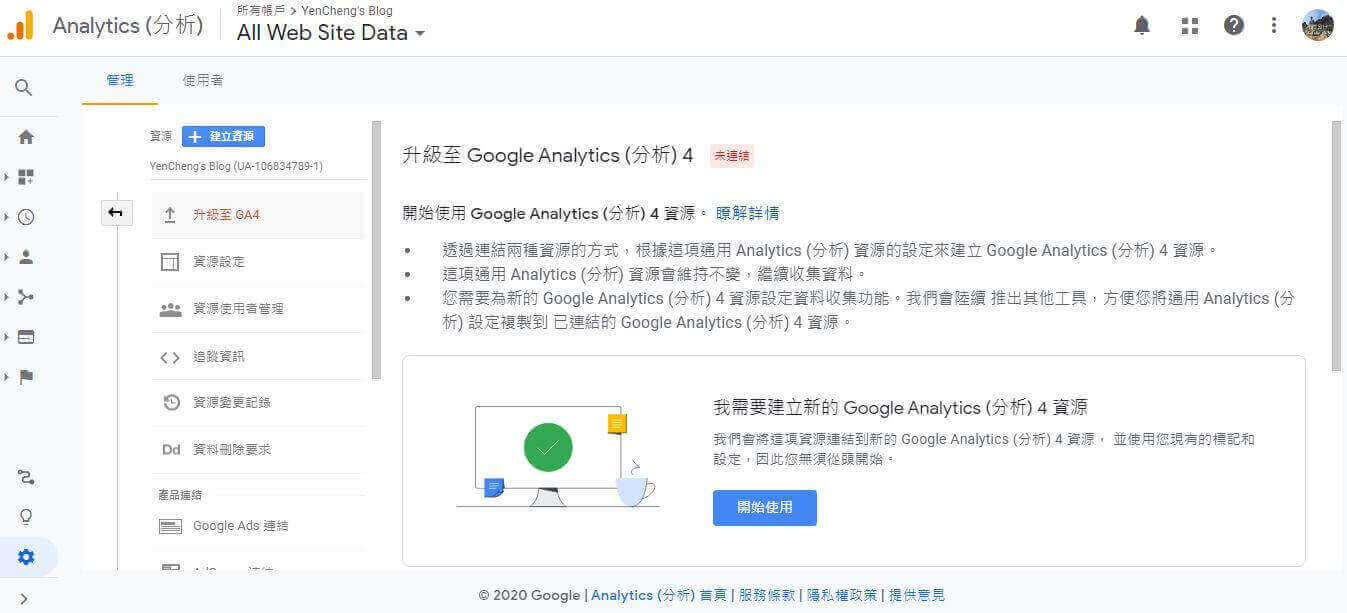 Analytics (分析)
所有帳戶 > YenCheng's Blog
All Web Site Data
管理
使用者
資源
建立資源
YenCheng's Blog (UA-106834789-1)
升級至 GA4
資源設定
資源使用者管理
追蹤資訊
資源變更記錄
Dd 資料刪除要求
產品連結
Google Ads 連結
升級至 Google Analytics (分析) 4 未連結
開始使用 Google Analytics (分析) 4 資源。 瞭解詳情
• 透過連結兩種資源的方式，根據這項通用 Analytics (分析) 資源的設定來建立 Google Analytics (分析) 4 資源。
• 這項通用 Analytics (分析) 資源會維持不變，繼續收集資料。
• 您需要為新的 Google Analytics (分析) 4 資源設定資料收集功能。我們會陸續 推出其他工具，方便您將通用 Analytics (分
析) 設定複製到 已連結的 Google Analytics (分析) 4 資源。
我需要建立新的 Google Analytics (分析) 4 資源
我們會將這項資源連結到新的 Google Analytics (分析) 4 資源， 並使用您現有的標記和
設定，因此您無須從頭開始。
開始使用
© 2020 Google | Analytics (分析) 首頁 | 服務條款 | 隱私權政策 | 提供意見